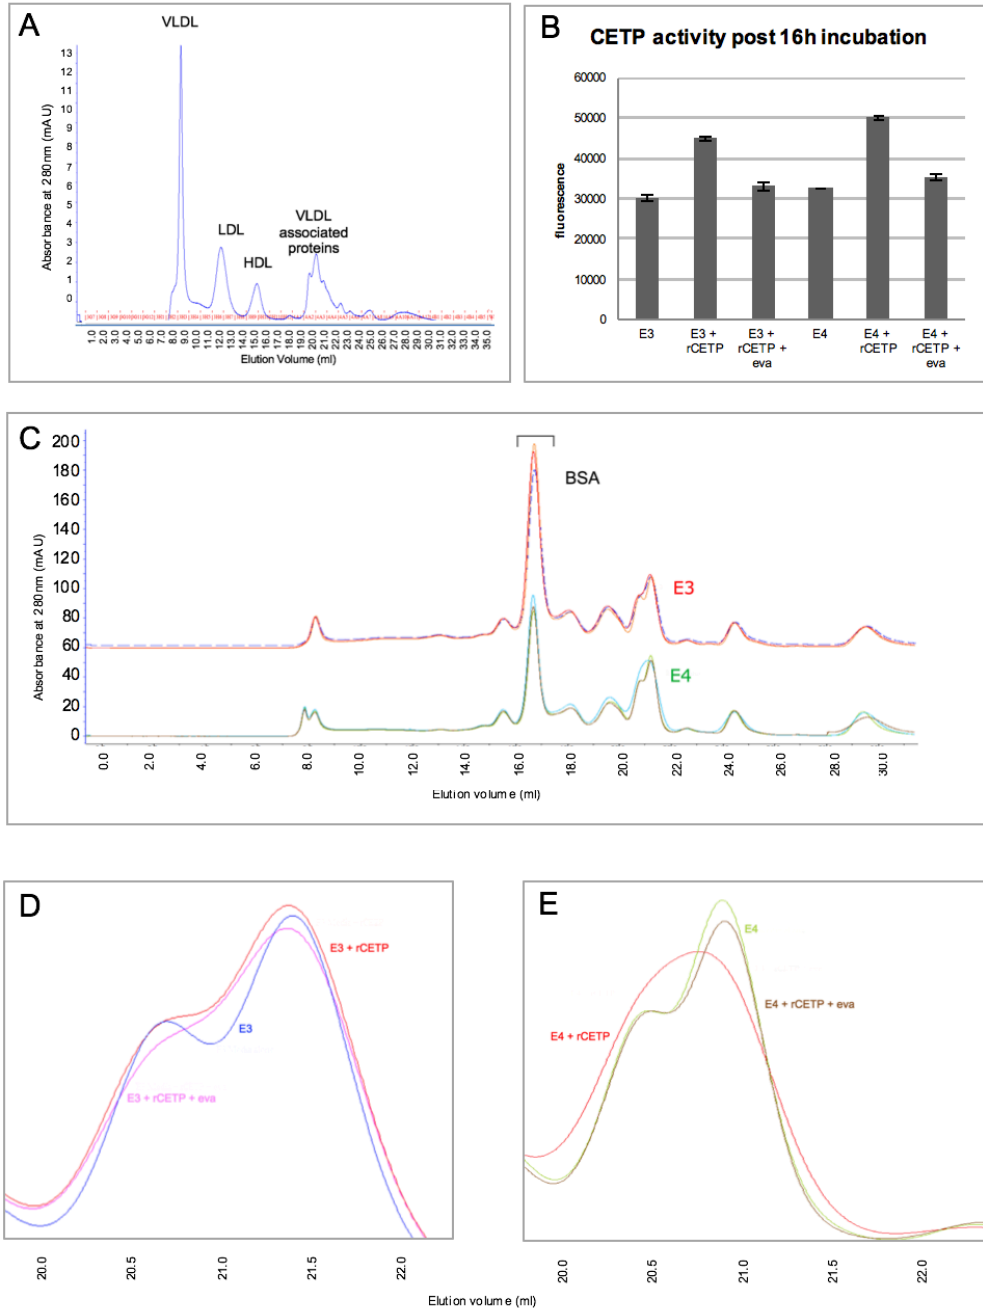 A
VLDL
13
12
11
10
9
8
7
6
5
4
3
2
1
0
Absorbance at 280nm (mAU)
LDL
HDL
VLDL
associated
proteins
1.0 2.0 3.0 4.0 5.0 6.0 7.0 8.0 9.0 10.0 11.0 12.0 13.0 14.0 15.0 16.0 17.0 18.0 19.0 20.0 21.0 22.0 23.0 24.0 25.0 26.0 27.0 28.0 29.0 30.0 31.0 32.0 33.0 34.0 35.0
Elution Volume (ml)
B
CETP activity post 16h incubation
60000
50000
40000
30000
20000
10000
0
fluorescence
E3
E3 +
rCETP
E3 +
rCETP +
eva
E4
E4 +
rCETP
E4 +
rCETP +
eva
C
200
180
160
140
120
100
80
60
40
20
0
Absorbance at 280nm (mAU)
BSA
E3
E4
0.0 2.0 4.0 6.0 8.0 10.0 12.0 14.0 16.0 18.0 20.0 22.0 24.0 26.0 28.0 30.0
Elution volume (ml)
D
E3 + rCETP
E3
E3 + rCETP + eva
20.0 20.5 21.0 21.5 22.0
E
E4
E4 + rCETP + eva
E4 + rCETP
20.0 20.5 21.0 21.5 22.0
Elution volume (ml)